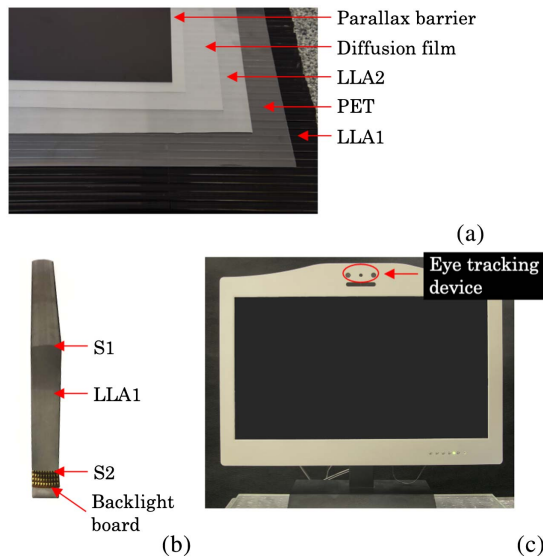 Parallax barrier
Diffusion film
LLA2
PET
LLA1
(a)
S1
LLA1
S2
Backlight
board
(b)
Eye tracking
device
(c)